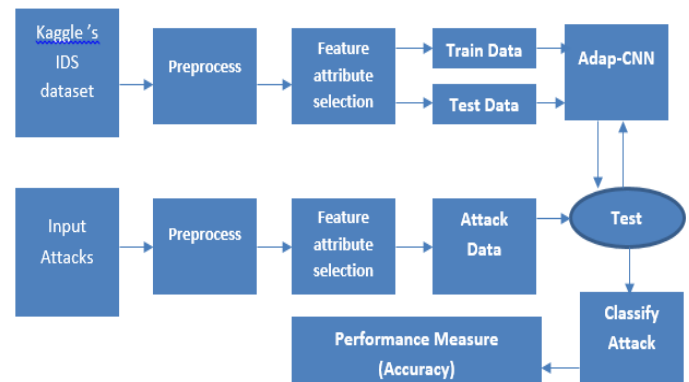 Kaggle 's
IDS
dataset
Preprocess
Feature
attribute
selection
Train Data
Test Data
Adap-CNN
Input
Attacks
Preprocess
Feature
attribute
selection
Attack
Data
Test
Classify
Attack
Performance Measure
(Accuracy)